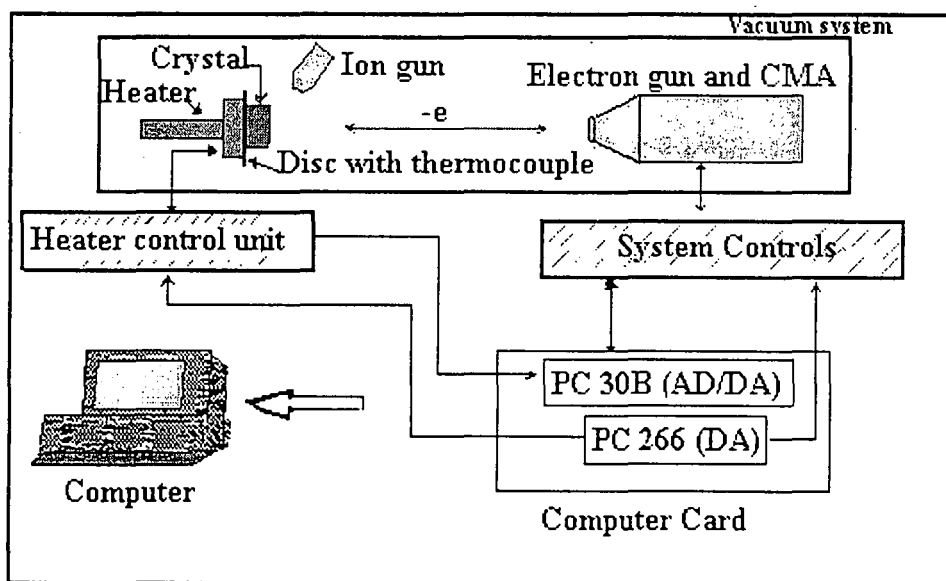 Vacuum system
Crystal
Ion gun
Heater
Electron gun and CMA
-e
Disc with thermocouple
Heater control unit
System Controls
PC 30B (AD/DA)
PC 266 (DA)
Computer
Computer Card